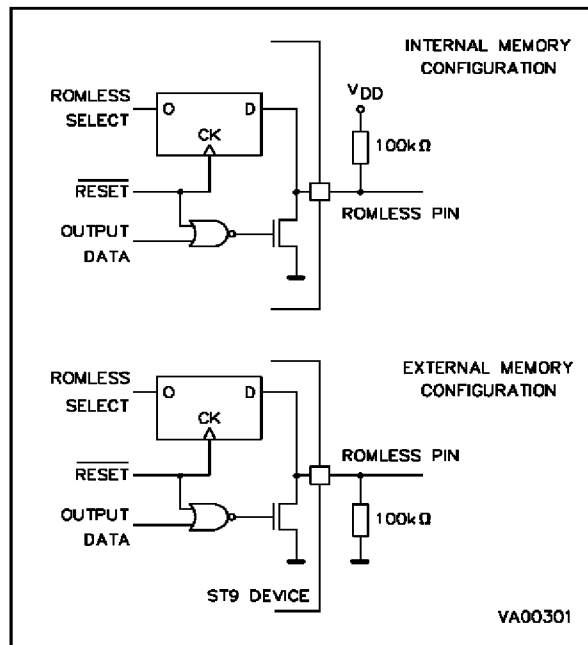 INTERNAL MEMORY
CONFIGURATION
ROMLESS
SELECT
O
D
CK
VDD
100kΩ
RESET
ROMLESS PIN
OUTPUT
DATA
EXTERNAL MEMORY
CONFIGURATION
ROMLESS
SELECT
O
D
CK
ROMLESS PIN
RESET
100kΩ
OUTPUT
DATA
ST9 DEVICE
VA00301